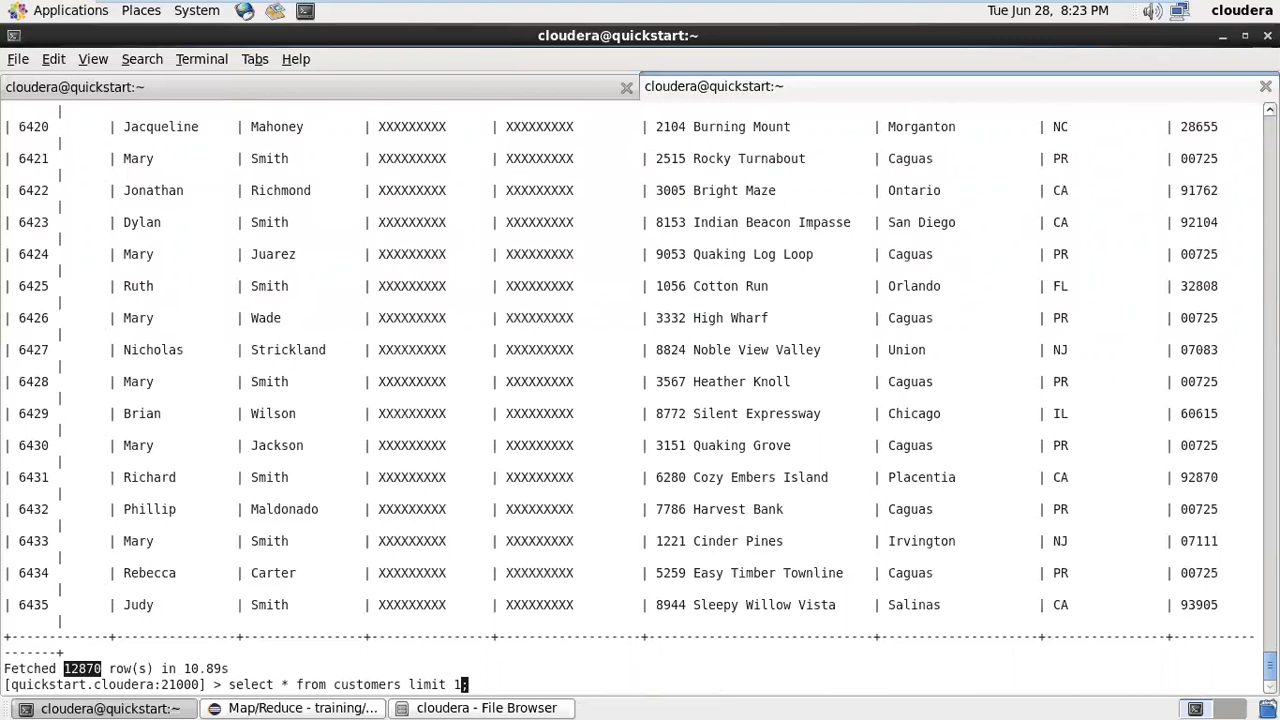 Applications Places System Tue Jun 28, 8:23 PM cloudera
cloudera@quickstart:~
File Edit View Search Terminal Tabs Help
cloudera@quickstart:~ cloudera@quickstart:~
|
| 6420 | Jacqueline | Mahoney | XXXXXXXXX | XXXXXXXXX | 2104 Burning Mount | Morganton | NC | 28655
|
| 6421 | Mary | Smith | XXXXXXXXX | XXXXXXXXX | 2515 Rocky Turnabout | Caguas | PR | 00725
|
| 6422 | Jonathan | Richmond | XXXXXXXXX | XXXXXXXXX | 3005 Bright Maze | Ontario | CA | 91762
|
| 6423 | Dylan | Smith | XXXXXXXXX | XXXXXXXXX | 8153 Indian Beacon Impasse | San Diego | CA | 92104
|
| 6424 | Mary | Juarez | XXXXXXXXX | XXXXXXXXX | 9053 Quaking Log Loop | Caguas | PR | 00725
|
| 6425 | Ruth | Smith | XXXXXXXXX | XXXXXXXXX | 1056 Cotton Run | Orlando | FL | 32808
|
| 6426 | Mary | Wade | XXXXXXXXX | XXXXXXXXX | 3332 High Wharf | Caguas | PR | 00725
|
| 6427 | Nicholas | Strickland | XXXXXXXXX | XXXXXXXXX | 8824 Noble View Valley | Union | NJ | 07083
|
| 6428 | Mary | Smith | XXXXXXXXX | XXXXXXXXX | 3567 Heather Knoll | Caguas | PR | 00725
|
| 6429 | Brian | Wilson | XXXXXXXXX | XXXXXXXXX | 8772 Silent Expressway | Chicago | IL | 60615
|
| 6430 | Mary | Jackson | XXXXXXXXX | XXXXXXXXX | 3151 Quaking Grove | Caguas | PR | 00725
|
| 6431 | Richard | Smith | XXXXXXXXX | XXXXXXXXX | 6280 Cozy Embers Island | Placentia | CA | 92870
|
| 6432 | Phillip | Maldonado | XXXXXXXXX | XXXXXXXXX | 7786 Harvest Bank | Caguas | PR | 00725
|
| 6433 | Mary | Smith | XXXXXXXXX | XXXXXXXXX | 1221 Cinder Pines | Irvington | NJ | 07111
|
| 6434 | Rebecca | Carter | XXXXXXXXX | XXXXXXXXX | 5259 Easy Timber Townline | Caguas | PR | 00725
|
| 6435 | Judy | Smith | XXXXXXXXX | XXXXXXXXX | 8944 Sleepy Willow Vista | Salinas | CA | 93905
|
+-------------+----------------+----------------+----------------+-------------------+------------------------------+---------------------+----------------+-----------
-------+
Fetched 12870 row(s) in 10.89s
[quickstart.cloudera:21000] > select * from customers limit 1;
cloudera@quickstart:~ Map/Reduce - training/... cloudera - File Browser